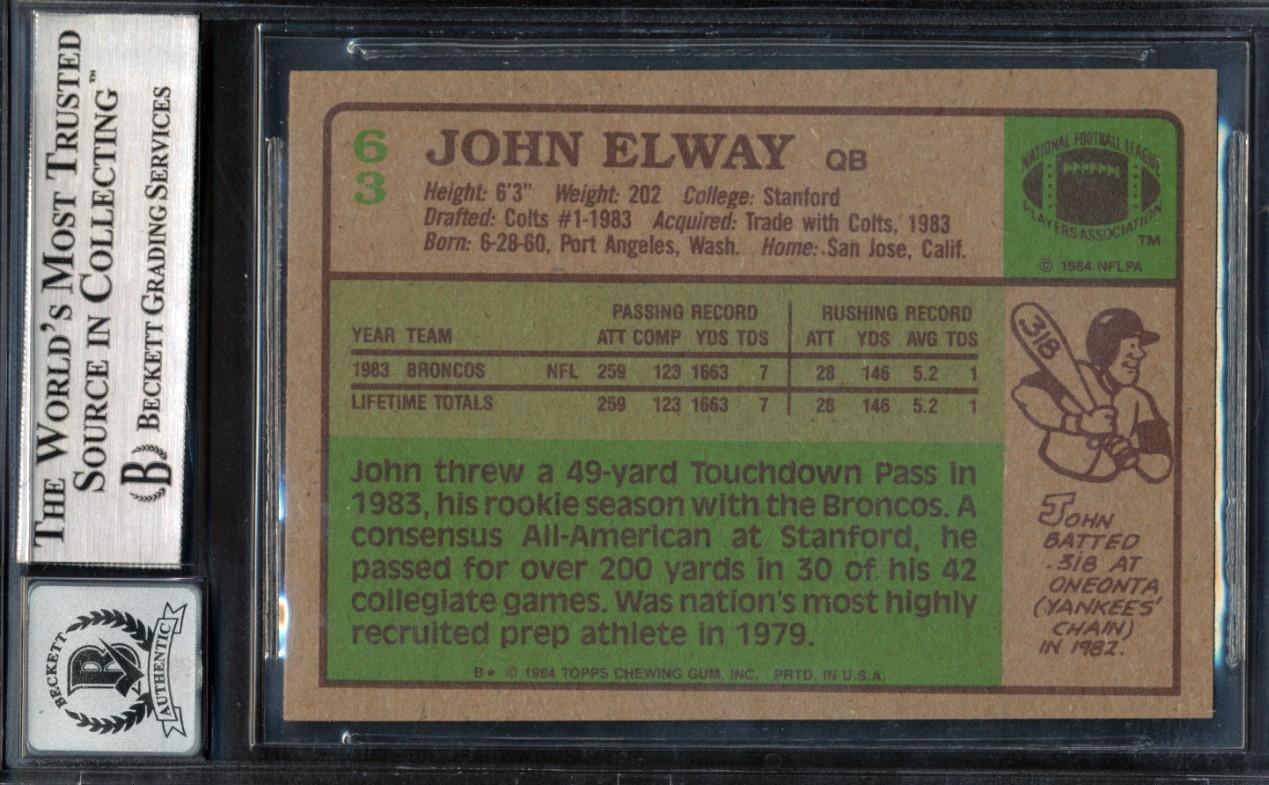 THE WORLD'S MOST TRUSTED
SOURCE IN COLLECTING™
B BECKETT GRADING SERVICES
BECKETT
B
AUTHENTIC
63
JOHN ELWAY QB
Height: 6'3" Weight: 202 College: Stanford
Drafted: Colts #1-1983 Acquired: Trade with Colts, 1983
Born: 6-28-60, Port Angeles, Wash. Home: San Jose, Calif.
NATIONAL FOOTBALL LEAGUE
PLAYERS ASSOCIATION
TM
© 1984 NFLPA
PASSING RECORD RUSHING RECORD
YEAR TEAM ATT COMP YDS TDS ATT YDS AVG TDS
1983 BRONCOS NFL 259 123 1663 7 28 146 5.2 1
LIFETIME TOTALS 259 123 1663 7 28 146 5.2 1
John threw a 49-yard Touchdown Pass in
1983, his rookie season with the Broncos. A
consensus All-American at Stanford, he
passed for over 200 yards in 30 of his 42
collegiate games. Was nation's most highly
recruited prep athlete in 1979.
B* © 1984 TOPPS CHEWING GUM, INC. PRTD. IN U.S.A.
318
JOHN
BATTED
.318 AT
ONEONTA
(YANKEES'
CHAIN)
IN 1982.